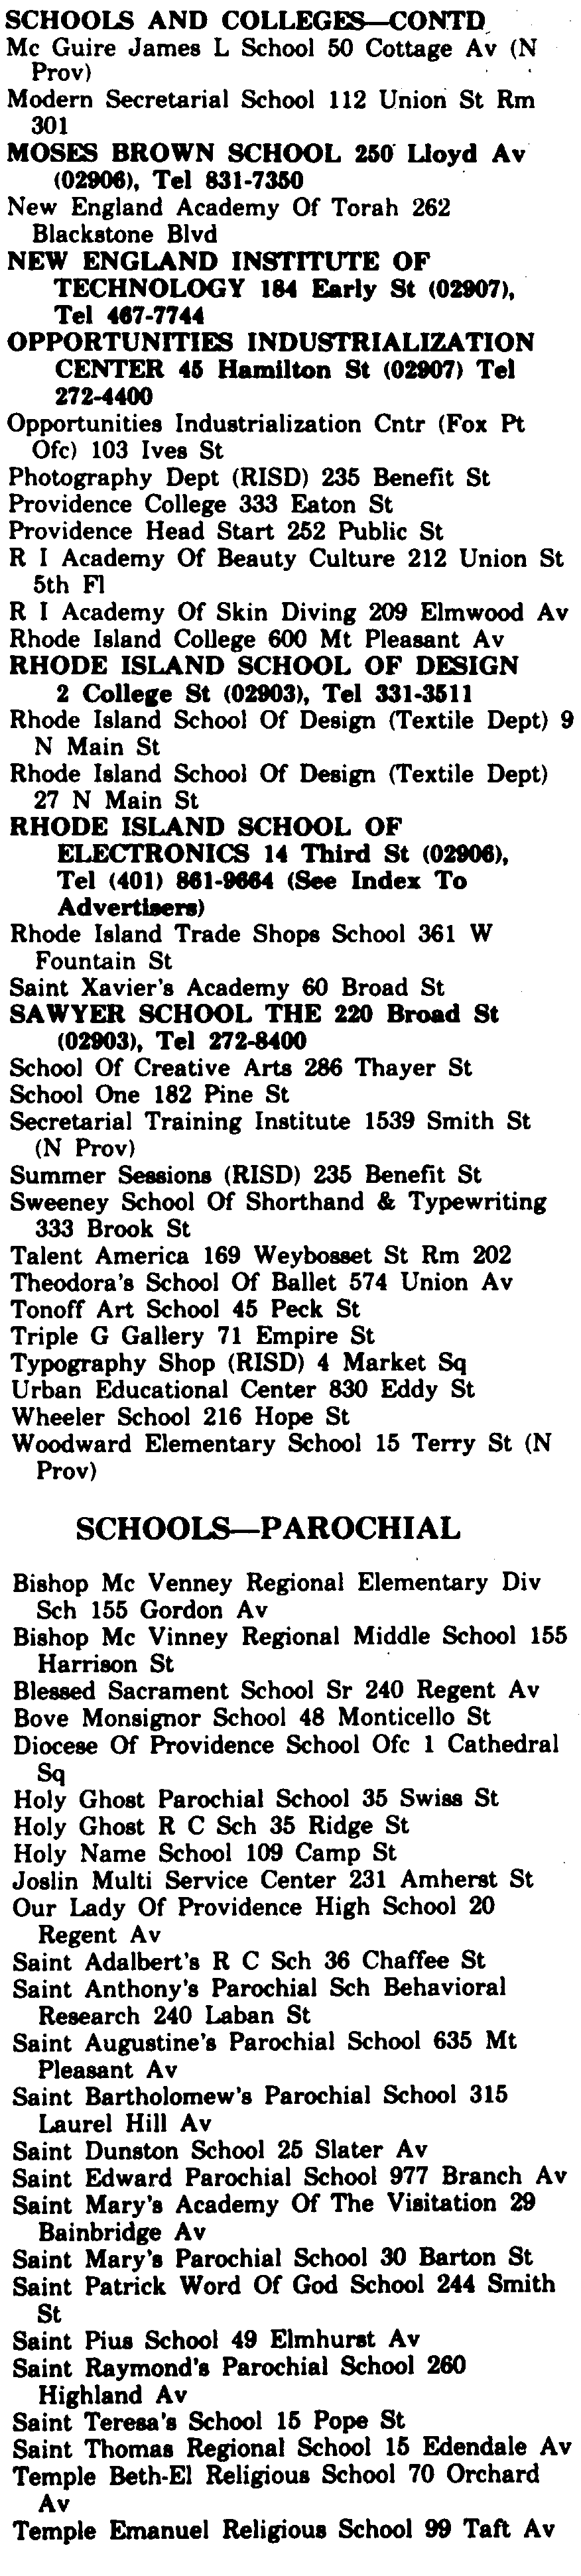 SCHOOLS AND COLLEGES—CONTD
Mc Guire James L School 50 Cottage Av (N
Prov)
Modern Secretarial School 112 Union St Rm
301
MOSES BROWN SCHOOL 250 Lloyd Av
(02906), Tel 831-7350
New England Academy Of Torah 262
Blackstone Blvd
NEW ENGLAND INSTITUTE OF
TECHNOLOGY 184 Early St (02907),
Tel 467-7744
OPPORTUNITIES INDUSTRIALIZATION
CENTER 45 Hamilton St (02907) Tel
272-4400
Opportunities Industrialization Cntr (Fox Pt
Ofc) 103 Ives St
Photography Dept (RISD) 235 Benefit St
Providence College 333 Eaton St
Providence Head Start 252 Public St
R I Academy Of Beauty Culture 212 Union St
5th Fl
R I Academy Of Skin Diving 209 Elmwood Av
Rhode Island College 600 Mt Pleasant Av
RHODE ISLAND SCHOOL OF DESIGN
2 College St (02903), Tel 331-3511
Rhode Island School Of Design (Textile Dept) 9
N Main St
Rhode Island School Of Design (Textile Dept)
27 N Main St
RHODE ISLAND SCHOOL OF
ELECTRONICS 14 Third St (02906),
Tel (401) 861-9664 (See Index To
Advertisers)
Rhode Island Trade Shops School 361 W
Fountain St
Saint Xavier's Academy 60 Broad St
SAWYER SCHOOL THE 220 Broad St
(02903), Tel 272-8400
School Of Creative Arts 286 Thayer St
School One 182 Pine St
Secretarial Training Institute 1539 Smith St
(N Prov)
Summer Sessions (RISD) 235 Benefit St
Sweeney School Of Shorthand & Typewriting
333 Brook St
Talent America 169 Weybosset St Rm 202
Theodora's School Of Ballet 574 Union Av
Tonoff Art School 45 Peck St
Triple G Gallery 71 Empire St
Typography Shop (RISD) 4 Market Sq
Urban Educational Center 830 Eddy St
Wheeler School 216 Hope St
Woodward Elementary School 15 Terry St (N
Prov)
SCHOOLS—PAROCHIAL
Bishop Mc Venney Regional Elementary Div
Sch 155 Gordon Av
Bishop Mc Vinney Regional Middle School 155
Harrison St
Blessed Sacrament School Sr 240 Regent Av
Bove Monsignor School 48 Monticello St
Diocese Of Providence School Ofc 1 Cathedral
Sq
Holy Ghost Parochial School 35 Swiss St
Holy Ghost R C Sch 35 Ridge St
Holy Name School 109 Camp St
Joslin Multi Service Center 231 Amherst St
Our Lady Of Providence High School 20
Regent Av
Saint Adalbert's R C Sch 36 Chaffee St
Saint Anthony's Parochial Sch Behavioral
Research 240 Laban St
Saint Augustine's Parochial School 635 Mt
Pleasant Av
Saint Bartholomew's Parochial School 315
Laurel Hill Av
Saint Dunston School 25 Slater Av
Saint Edward Parochial School 977 Branch Av
Saint Mary's Academy Of The Visitation 29
Bainbridge Av
Saint Mary's Parochial School 30 Barton St
Saint Patrick Word Of God School 244 Smith
St
Saint Pius School 49 Elmhurst Av
Saint Raymond's Parochial School 260
Highland Av
Saint Teresa's School 15 Pope St
Saint Thomas Regional School 15 Edendale Av
Temple Beth-El Religious School 70 Orchard
Av
Temple Emanuel Religious School 99 Taft Av